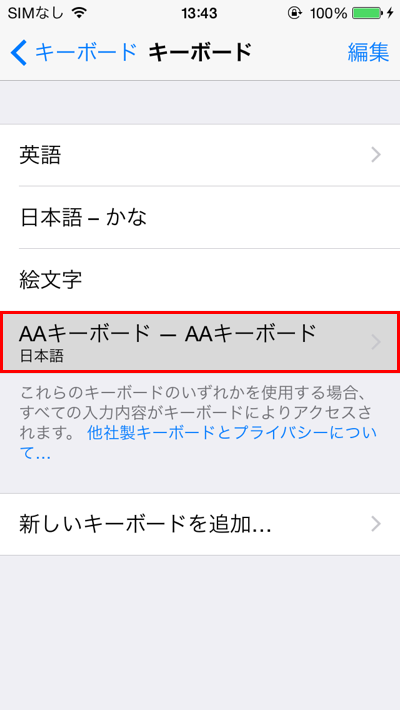 SIMなし 13:43 100%
キーボード キーボード 編集
英語
日本語 – かな
絵文字
AAキーボード — AAキーボード
日本語
これらのキーボードのいずれかを使用する場合、
すべての入力内容がキーボードによりアクセスさ
れます。 他社製キーボードとプライバシーについ
て...
新しいキーボードを追加...